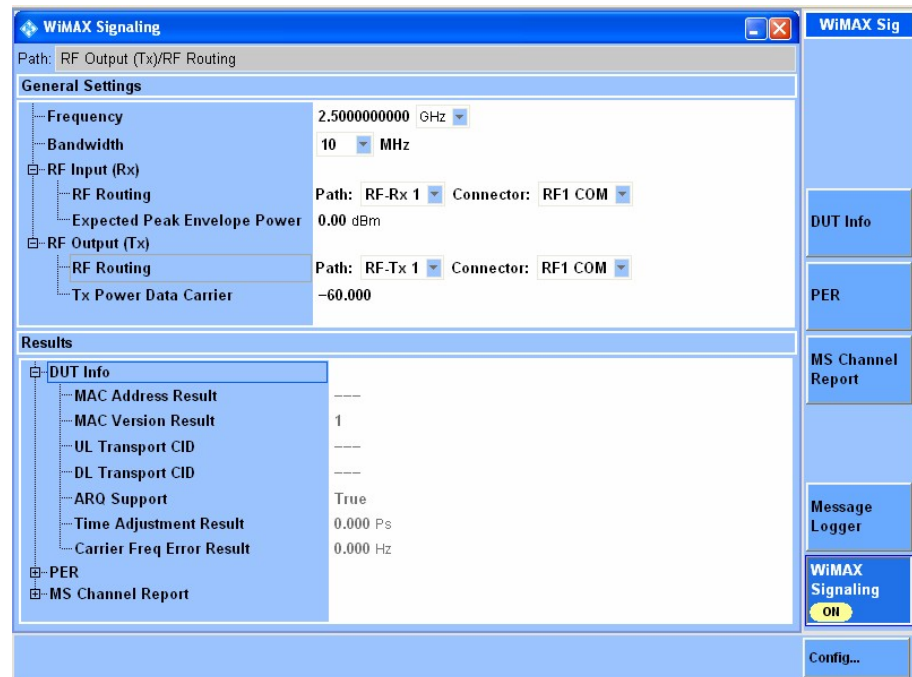 WiMAX Signaling
Path: RF Output (Tx)/RF Routing
General Settings
Frequency 2.5000000000 GHz
Bandwidth 10 MHz
RF Input (Rx)
RF Routing Path: RF-Rx 1 Connector: RF1 COM
Expected Peak Envelope Power 0.00 dBm
RF Output (Tx)
RF Routing Path: RF-Tx 1 Connector: RF1 COM
Tx Power Data Carrier −60.000
Results
DUT Info
MAC Address Result ---
MAC Version Result 1
UL Transport CID ---
DL Transport CID ---
ARQ Support True
Time Adjustment Result 0.000 Ps
Carrier Freq Error Result 0.000 Hz
PER
MS Channel Report
WiMAX Sig
DUT Info
PER
MS Channel
Report
Message
Logger
WiMAX
Signaling
ON
Config...